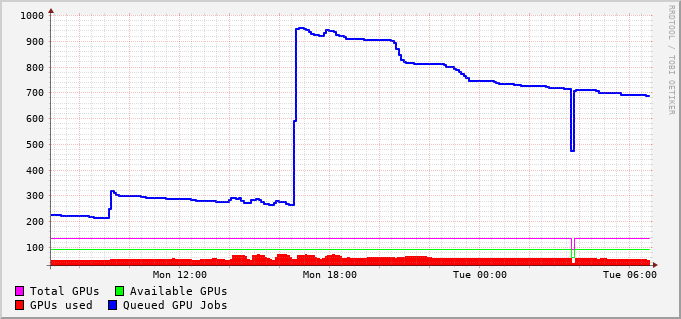 1000
900
800
700
600
500
400
300
200
100
Mon 12:00 Mon 18:00 Tue 00:00 Tue 06:00
Total GPUs Available GPUs
GPUs used Queued GPU Jobs
RRDTOOL / TOBI OETIKER